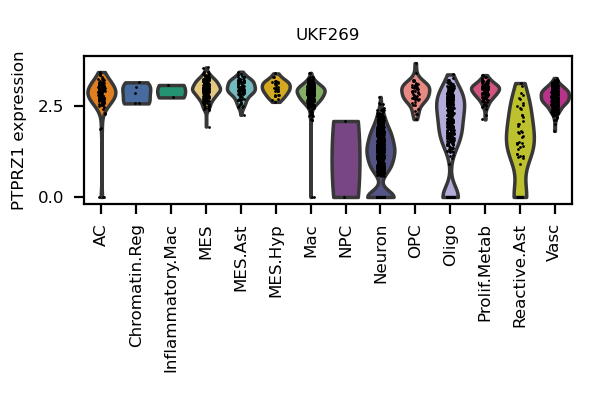 UKF269
PTPRZ1 expression
2.5
0.0
AC
Chromatin.Reg
Inflammatory.Mac
MES
MES.Ast
MES.Hyp
Mac
NPC
Neuron
OPC
Oligo
Prolif.Metab
Reactive.Ast
Vasc